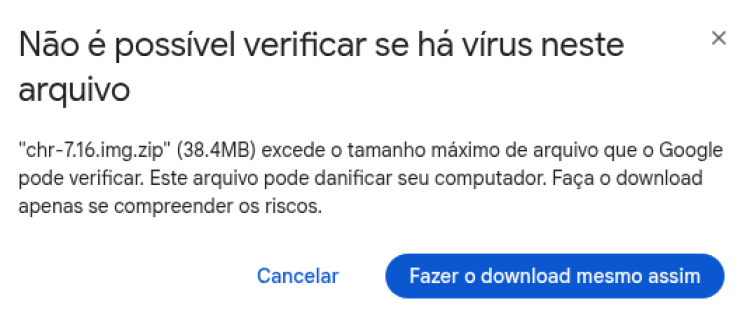 Não é possível verificar se há vírus neste
arquivo
"chr-7.16.img.zip" (38.4MB) excede o tamanho máximo de arquivo que o Google
pode verificar. Este arquivo pode danificar seu computador. Faça o download
apenas se compreender os riscos.
Cancelar
Fazer o download mesmo assim